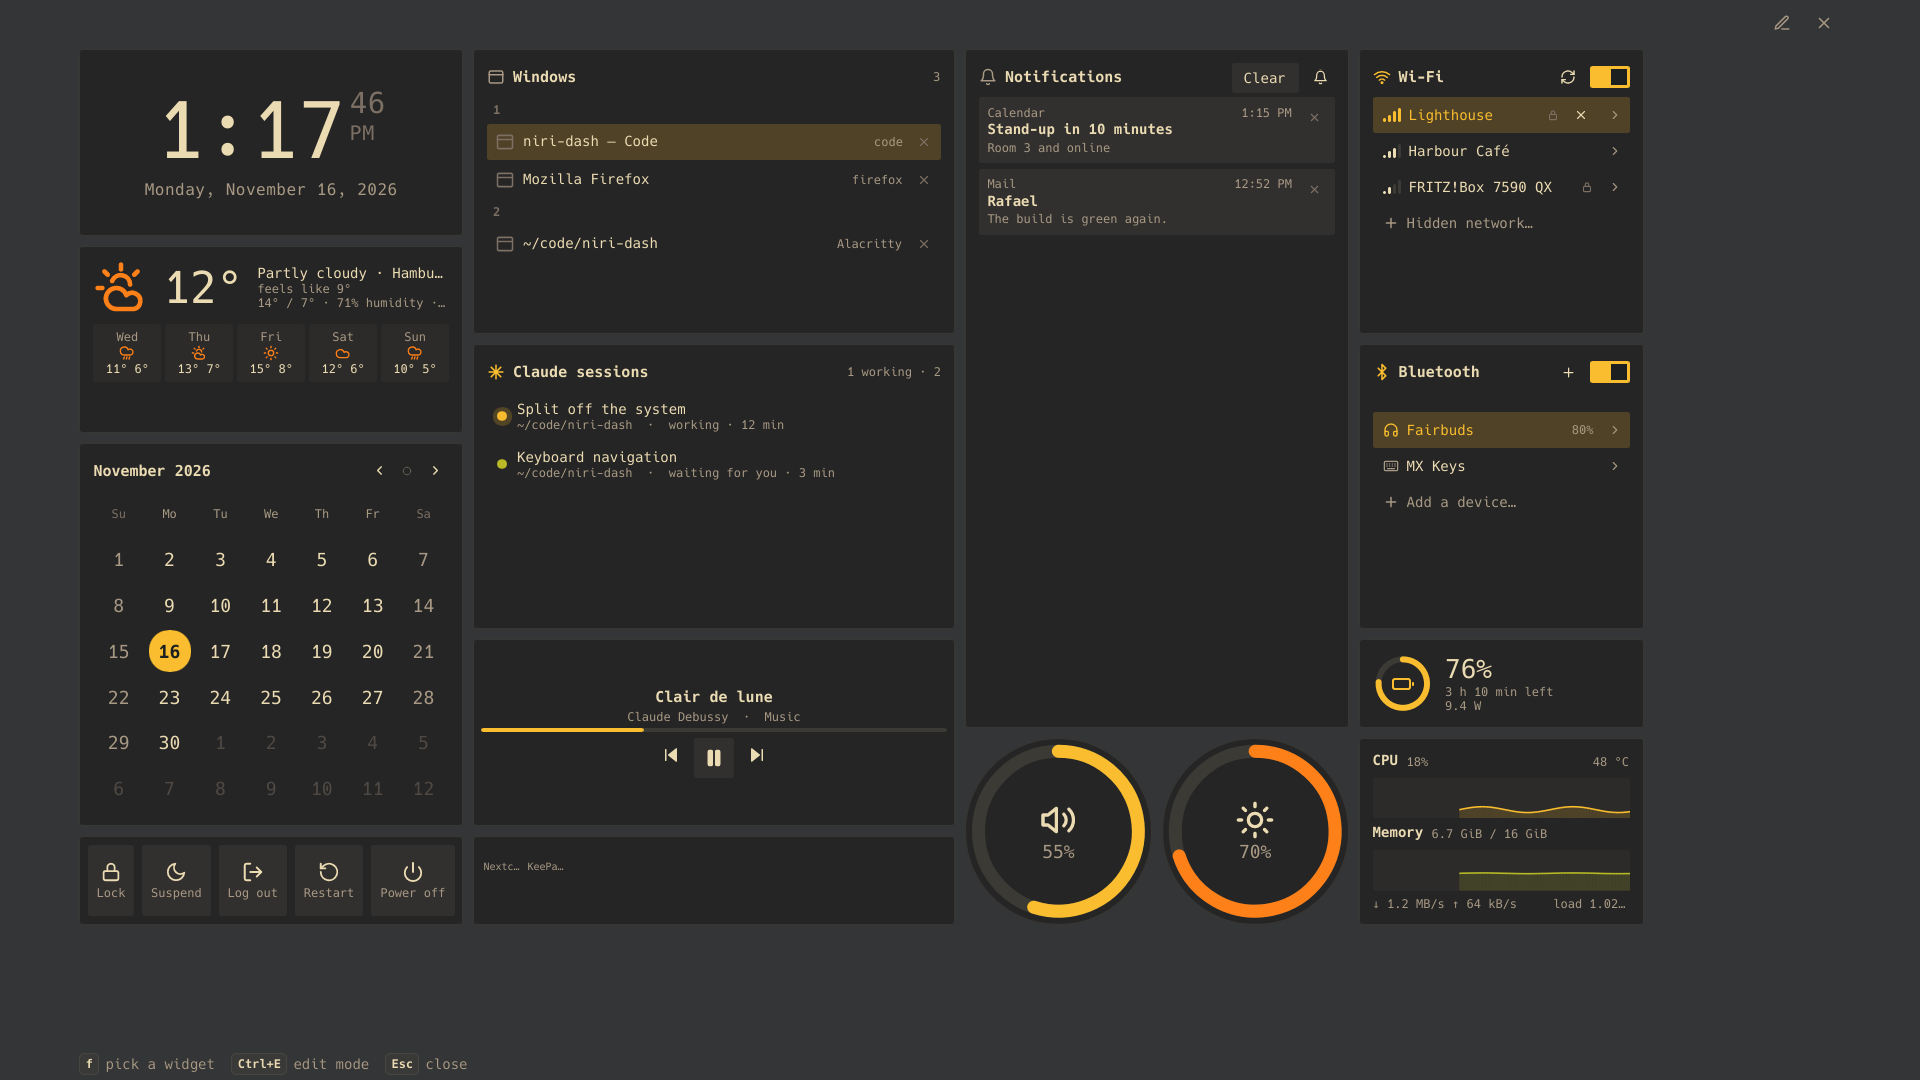 1:17
46
PM
Monday, November 16, 2026
12°
Partly cloudy · Hambu…
feels like 9°
14° / 7° · 71% humidity ·…
Wed Thu Fri Sat Sun
11° 6° 13° 7° 15° 8° 12° 6° 10° 5°
November 2026
Su Mo Tu We Th Fr Sa
1 2 3 4 5 6 7
8 9 10 11 12 13 14
15 16 17 18 19 20 21
22 23 24 25 26 27 28
29 30 1 2 3 4 5
6 7 8 9 10 11 12
Lock Suspend Log out Restart Power off
Windows 3
1
niri-dash — Code code
Mozilla Firefox firefox
2
~/code/niri-dash Alacritty
Claude sessions 1 working · 2
Split off the system
~/code/niri-dash · working · 12 min
Keyboard navigation
~/code/niri-dash · waiting for you · 3 min
Clair de lune
Claude Debussy · Music
Nextc… KeePa…
Notifications Clear
Calendar 1:15 PM
Stand-up in 10 minutes
Room 3 and online
Mail 12:52 PM
Rafael
The build is green again.
55% 70%
Wi-Fi
Lighthouse
Harbour Café
FRITZ!Box 7590 QX
+ Hidden network…
Bluetooth +
Fairbuds 80%
MX Keys
+ Add a device…
76%
3 h 10 min left
9.4 W
CPU 18% 48 °C
Memory 6.7 GiB / 16 GiB
↓ 1.2 MB/s ↑ 64 kB/s load 1.02…
f pick a widget Ctrl+E edit mode Esc close